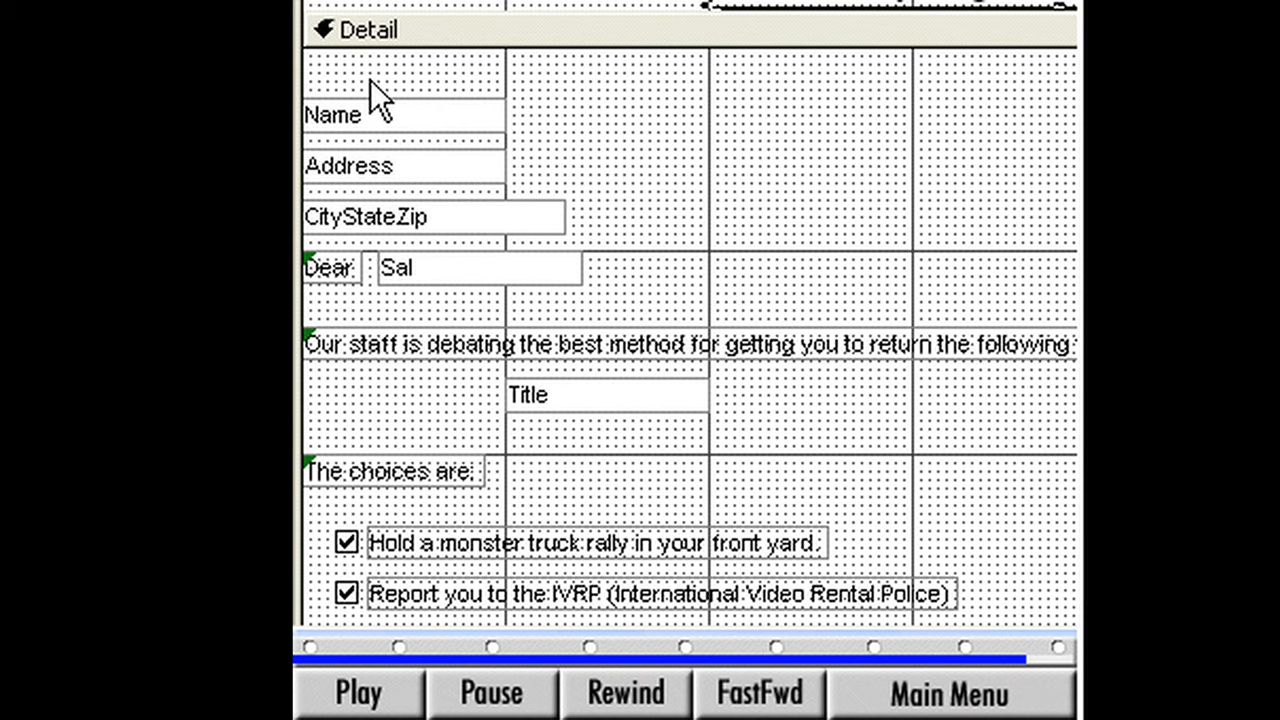 Detail
Name
Address
CityStateZip
Dear Sal
Our staff is debating the best method for getting you to return the following
Title
The choices are:
Hold a monster truck rally in your front yard.
Report you to the IVRP (International Video Rental Police)
Play Pause Rewind FastFwd Main Menu